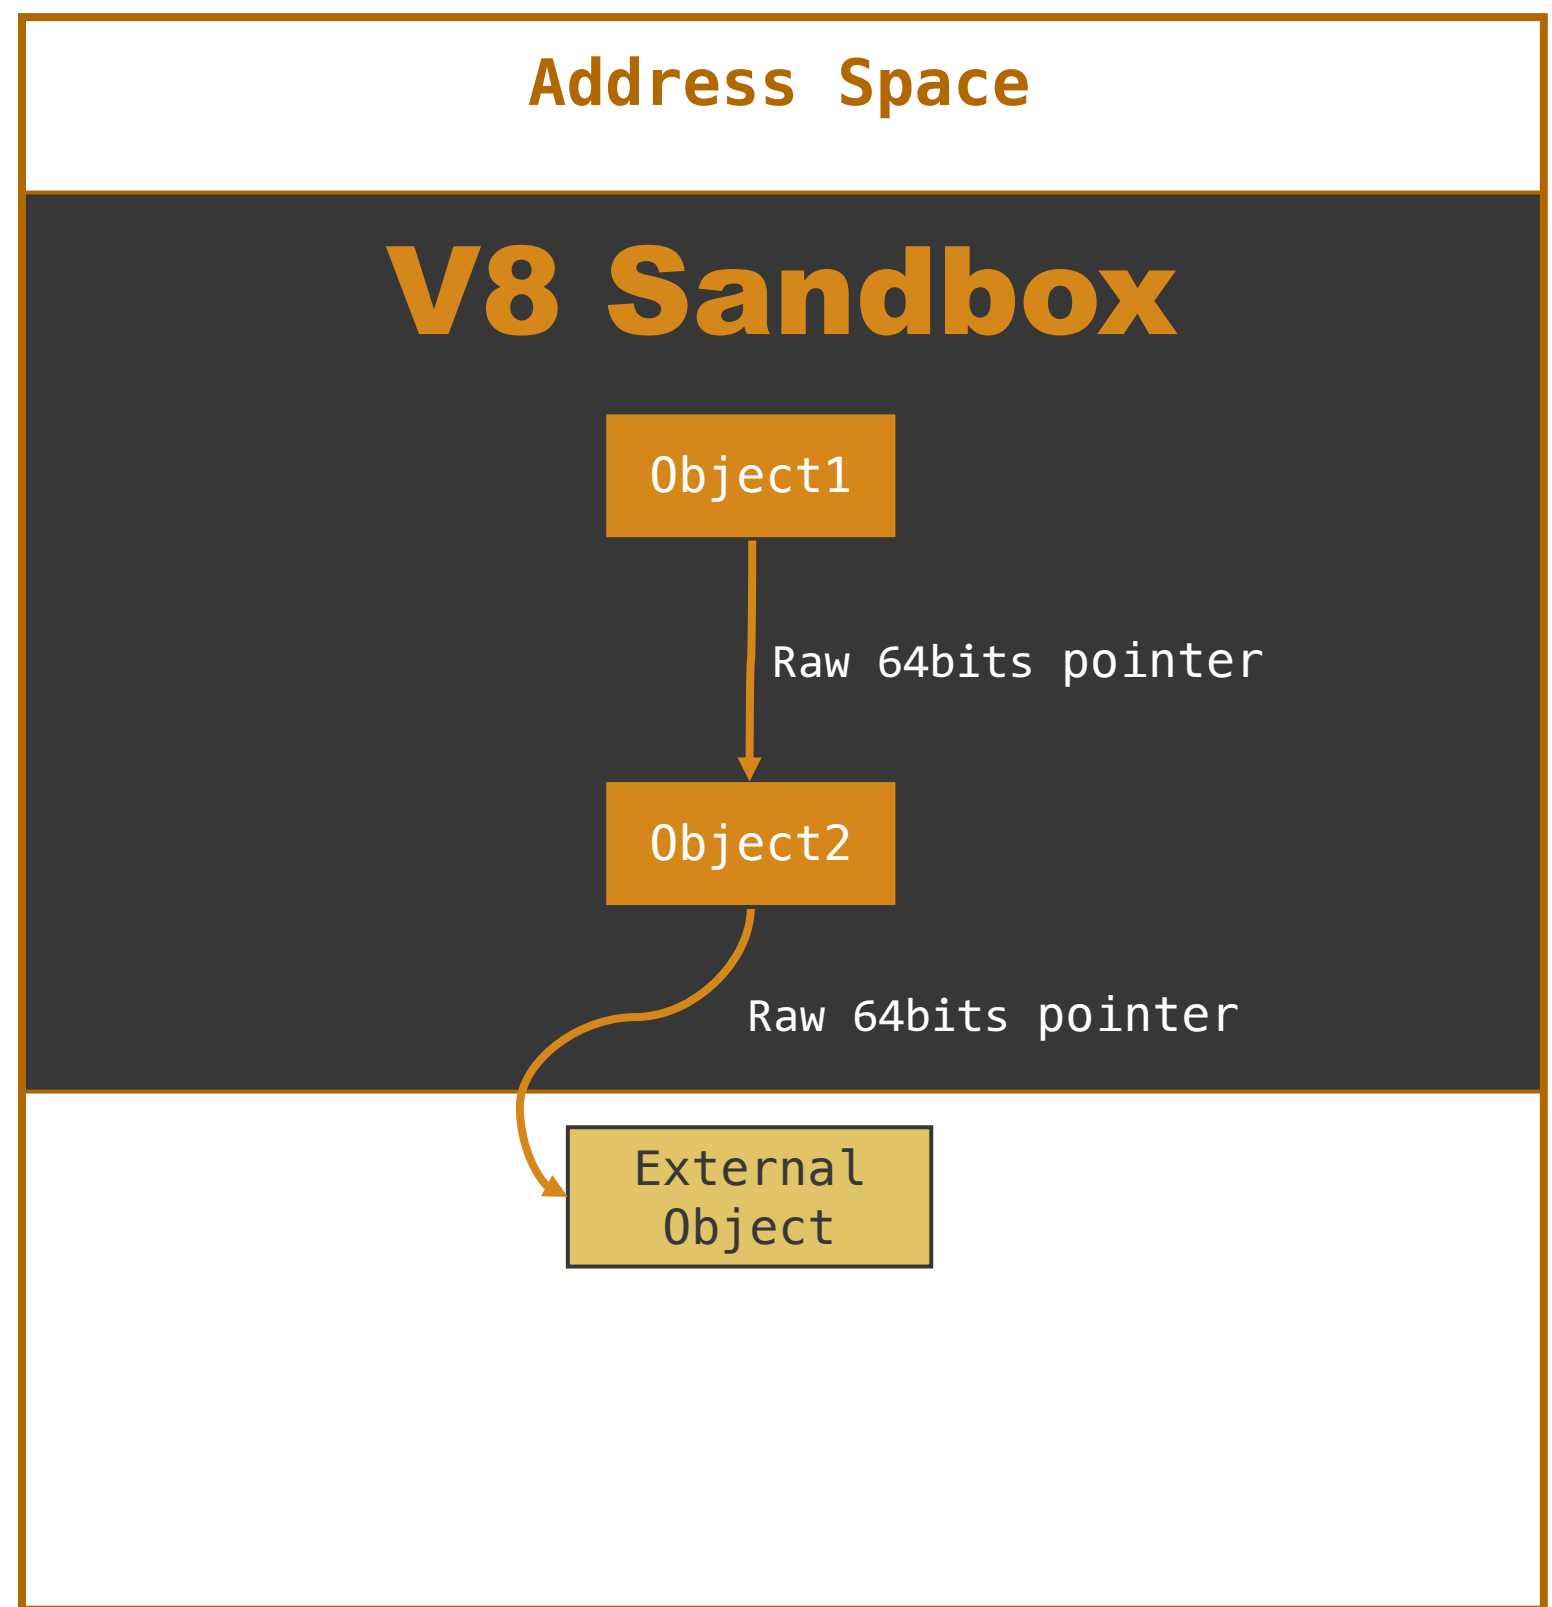 Address Space
V8 Sandbox
Object1
Raw 64bits pointer
Object2
Raw 64bits pointer
External
Object